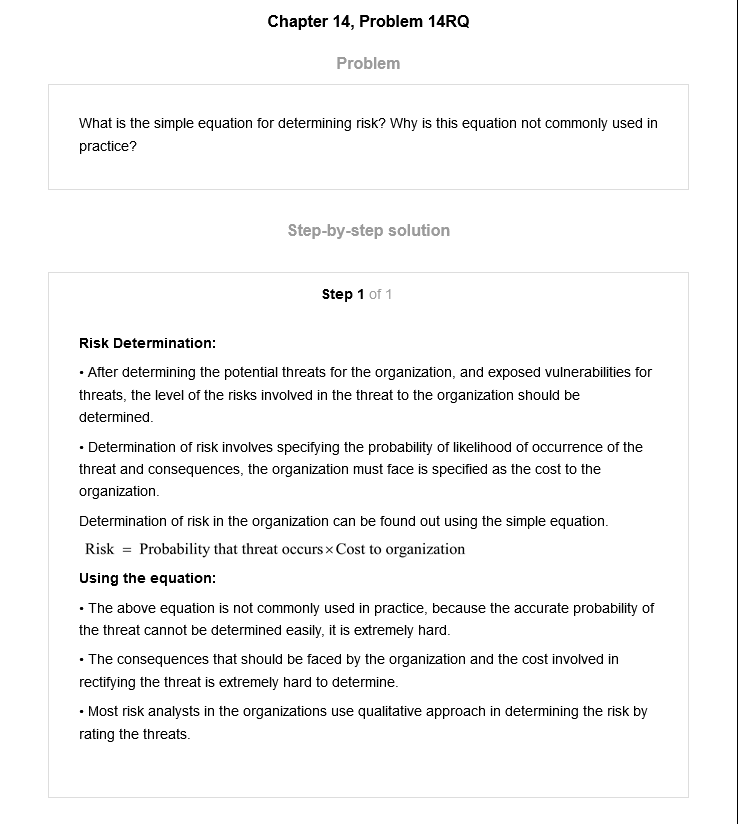 Chapter 14, Problem 14RQ
Problem
What is the simple equation for determining risk? Why is this equation not commonly used in
practice?
Step-by-step solution
Step 1 of 1
Risk Determination:
• After determining the potential threats for the organization, and exposed vulnerabilities for
threats, the level of the risks involved in the threat to the organization should be
determined.
• Determination of risk involves specifying the probability of likelihood of occurrence of the
threat and consequences, the organization must face is specified as the cost to the
organization.
Determination of risk in the organization can be found out using the simple equation.
Risk = Probability that threat occurs×Cost to organization
Using the equation:
• The above equation is not commonly used in practice, because the accurate probability of
the threat cannot be determined easily, it is extremely hard.
• The consequences that should be faced by the organization and the cost involved in
rectifying the threat is extremely hard to determine.
• Most risk analysts in the organizations use qualitative approach in determining the risk by
rating the threats.